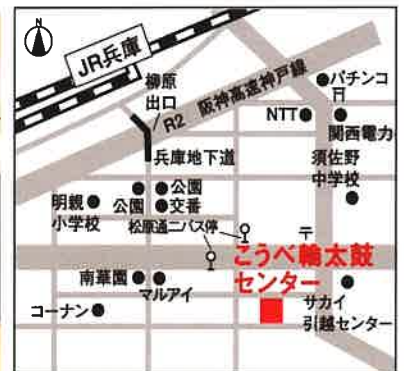 JR兵庫
柳原
出口
R2 阪神高速神戸線
パチンコ
NTT
関西電力
兵庫地下道
須佐野
中学校
明親
小学校
公園
公園
交番
松原通二バス停
〒
こうべ輪太鼓
センター
南華園
マルアイ
コーナン
サカイ
引越センター